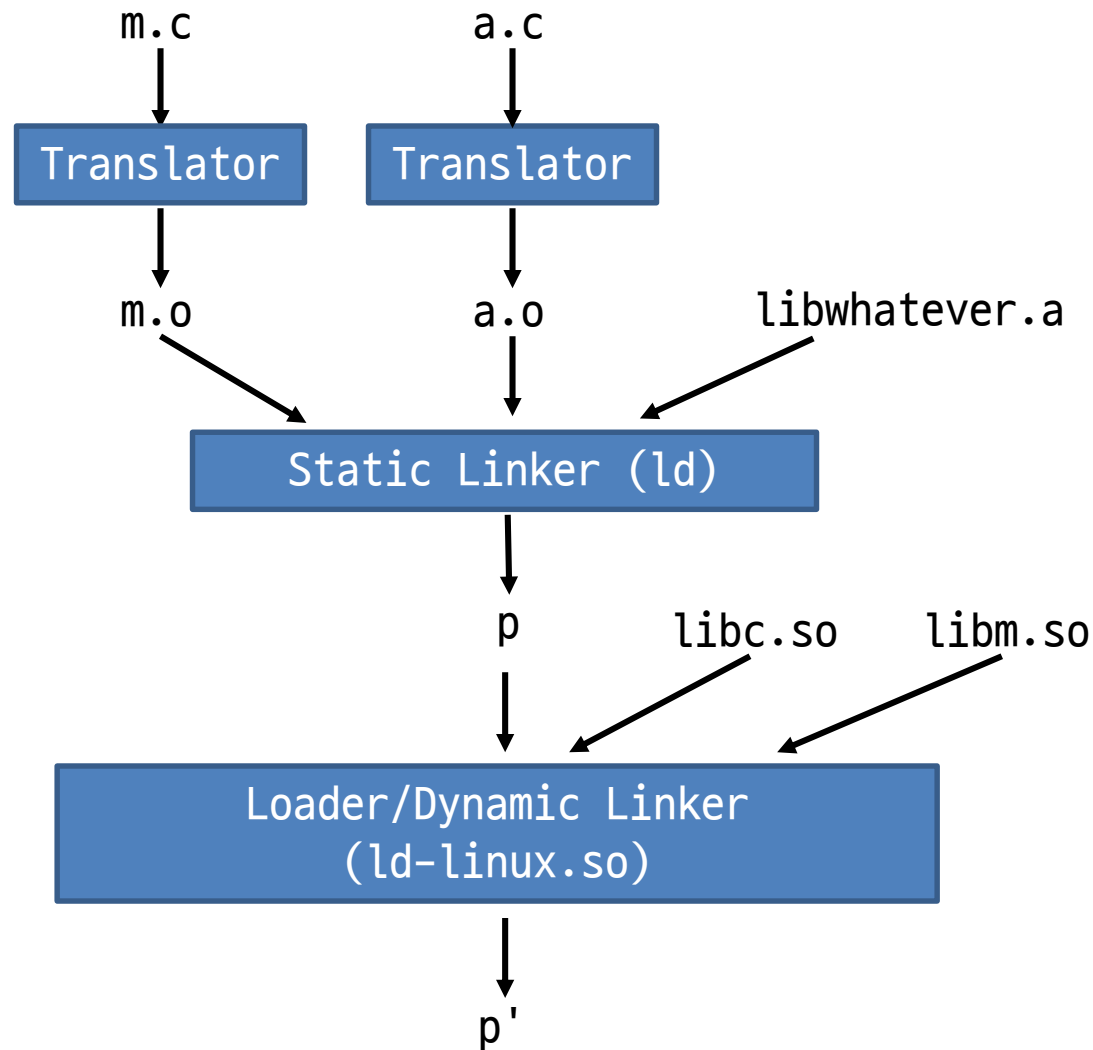 m.c
a.c
Translator
Translator
m.o
a.o
libwhatever.a
Static Linker (ld)
p
libc.so
libm.so
Loader/Dynamic Linker
(ld-linux.so)
p'